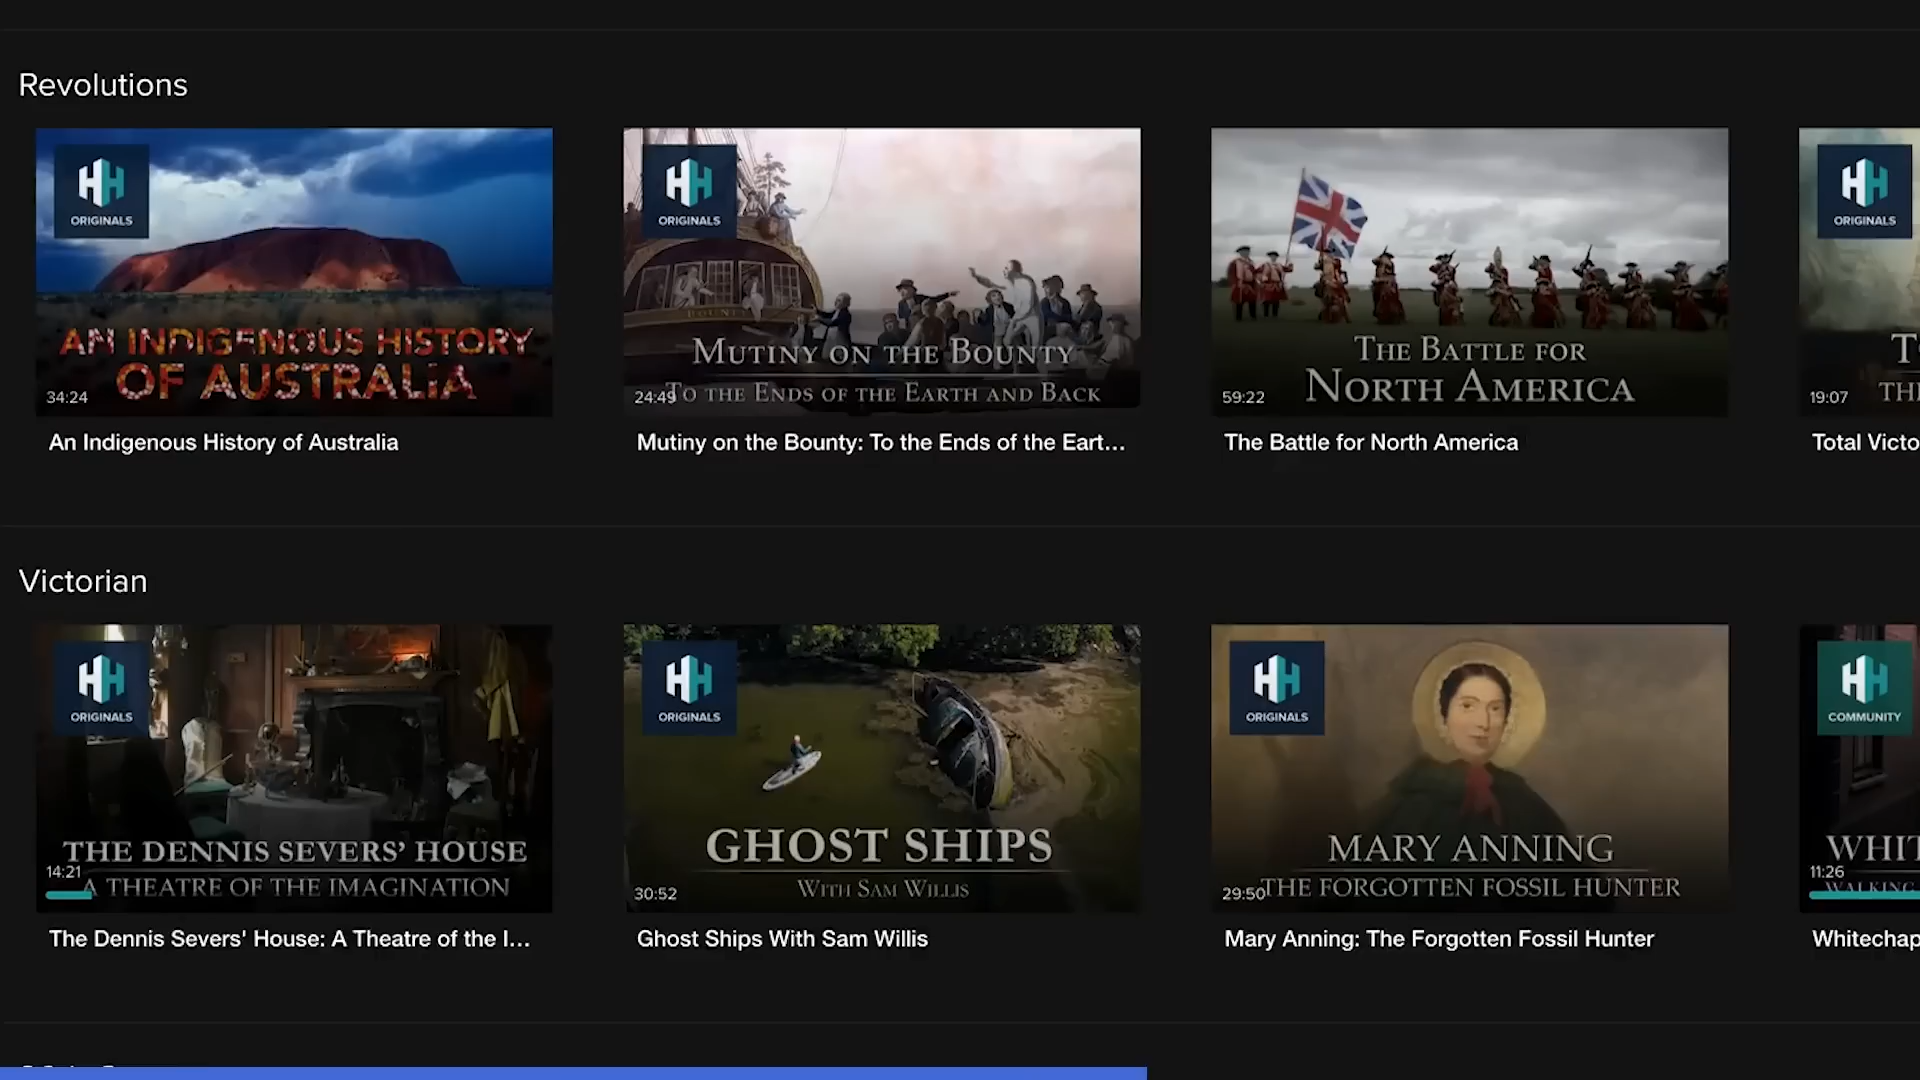 Revolutions
ORIGINALS
AN INDIGENOUS HISTORY
OF AUSTRALIA
34:24
An Indigenous History of Australia
ORIGINALS
BOUNTY
MUTINY ON THE BOUNTY
TO THE ENDS OF THE EARTH AND BACK
24:49
Mutiny on the Bounty: To the Ends of the Eart...
THE BATTLE FOR
NORTH AMERICA
59:22
The Battle for North America
ORIGINALS
19:07
Total Victo
Victorian
ORIGINALS
THE DENNIS SEVERS' HOUSE
A THEATRE OF THE IMAGINATION
14:21
The Dennis Severs' House: A Theatre of the I...
ORIGINALS
GHOST SHIPS
WITH SAM WILLIS
30:52
Ghost Ships With Sam Willis
ORIGINALS
MARY ANNING
THE FORGOTTEN FOSSIL HUNTER
29:50
Mary Anning: The Forgotten Fossil Hunter
COMMUNITY
WHIT
WALKING
11:26
Whitechap